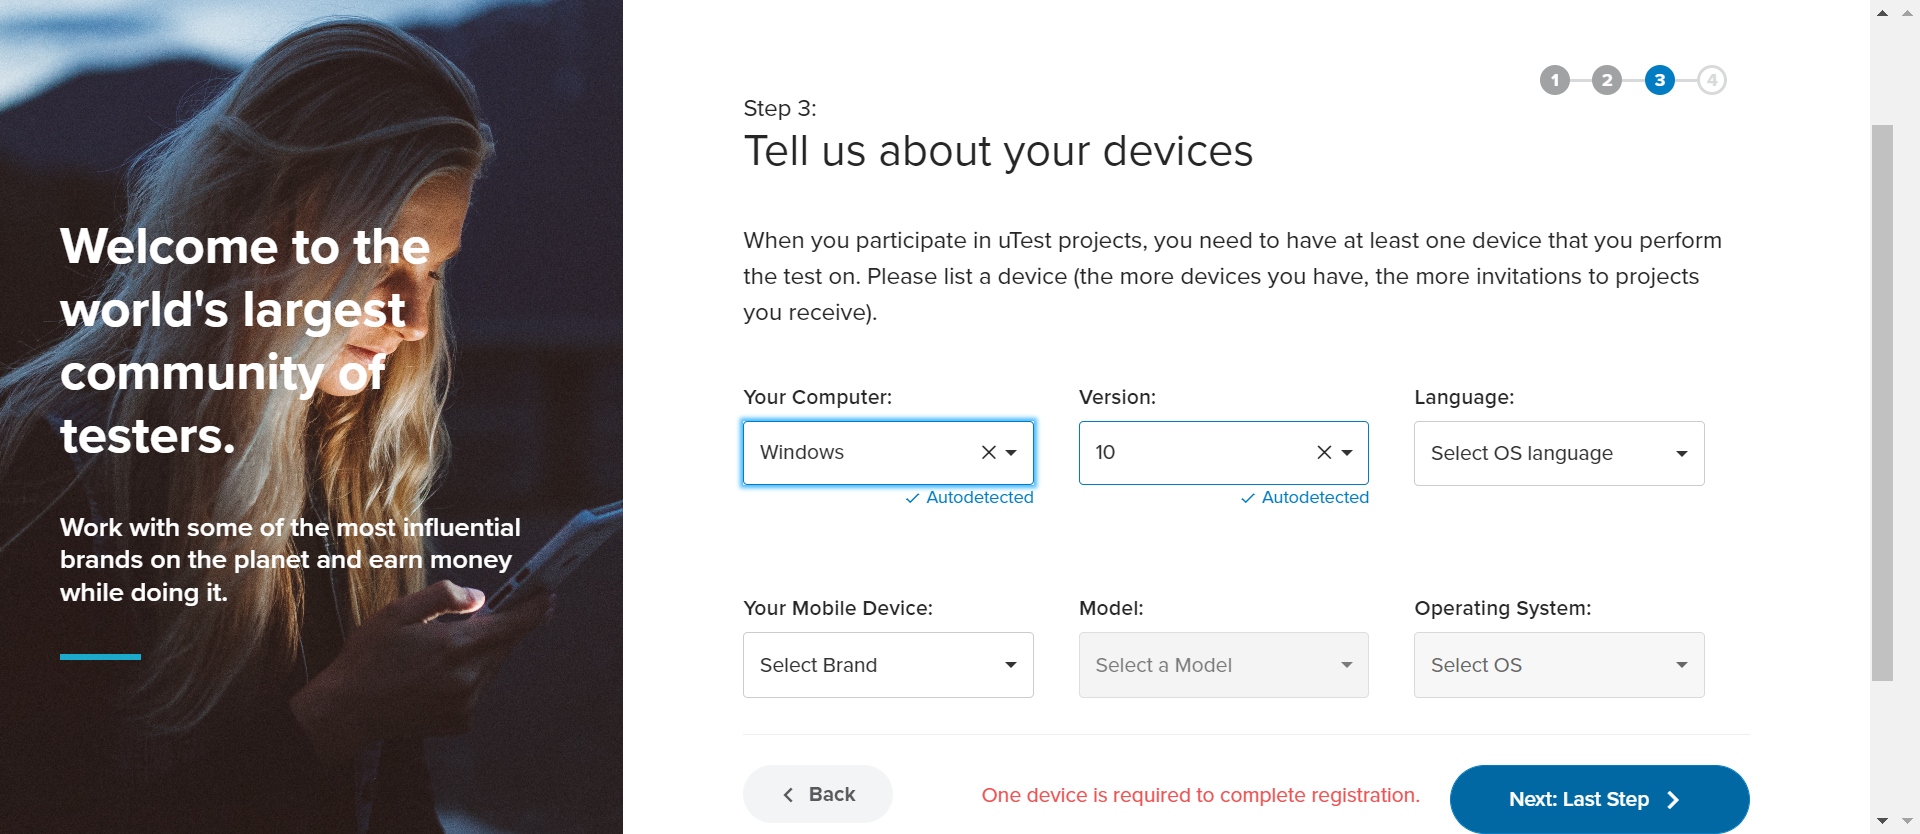 Welcome to the
world's largest
community of
testers.
Work with some of the most influential
brands on the planet and earn money
while doing it.
1 2 3 4
Step 3:
Tell us about your devices
When you participate in uTest projects, you need to have at least one device that you perform
the test on. Please list a device (the more devices you have, the more invitations to projects
you receive).
Your Computer: Version: Language:
Windows 10 Select OS language
Autodetected Autodetected
Your Mobile Device: Model: Operating System:
Select Brand Select a Model Select OS
Back One device is required to complete registration. Next: Last Step